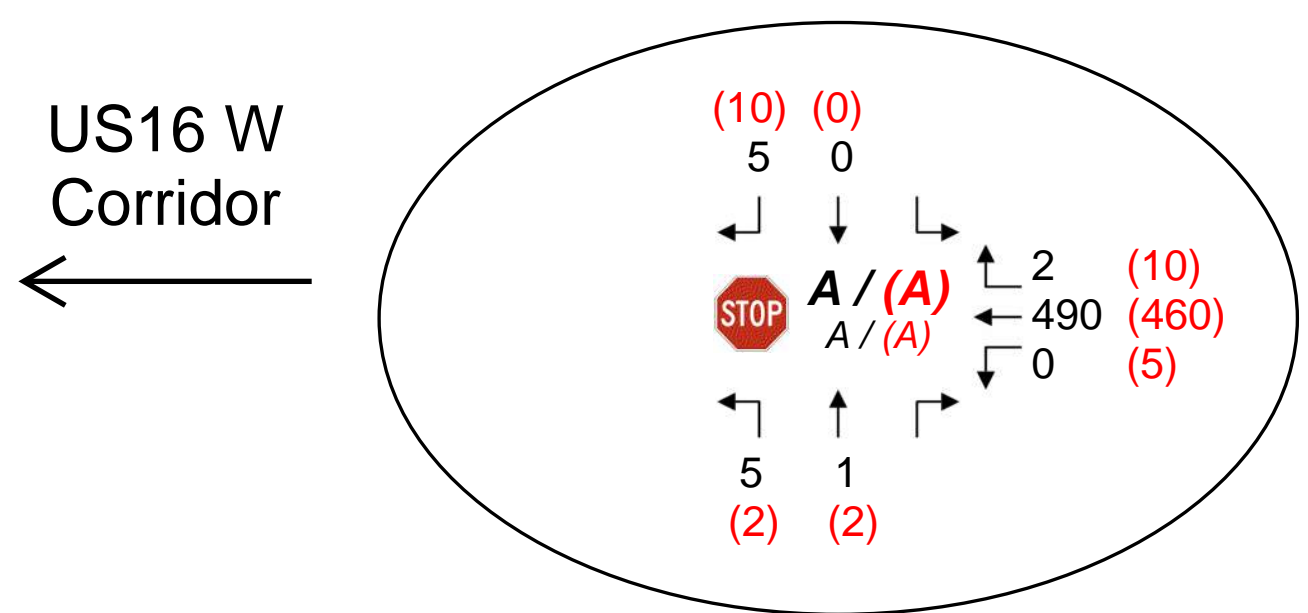 US16 W
Corridor
(10) (0)
5 0
STOP
A / (A)
A / (A)
2 (10)
490 (460)
0 (5)
5 1
(2) (2)